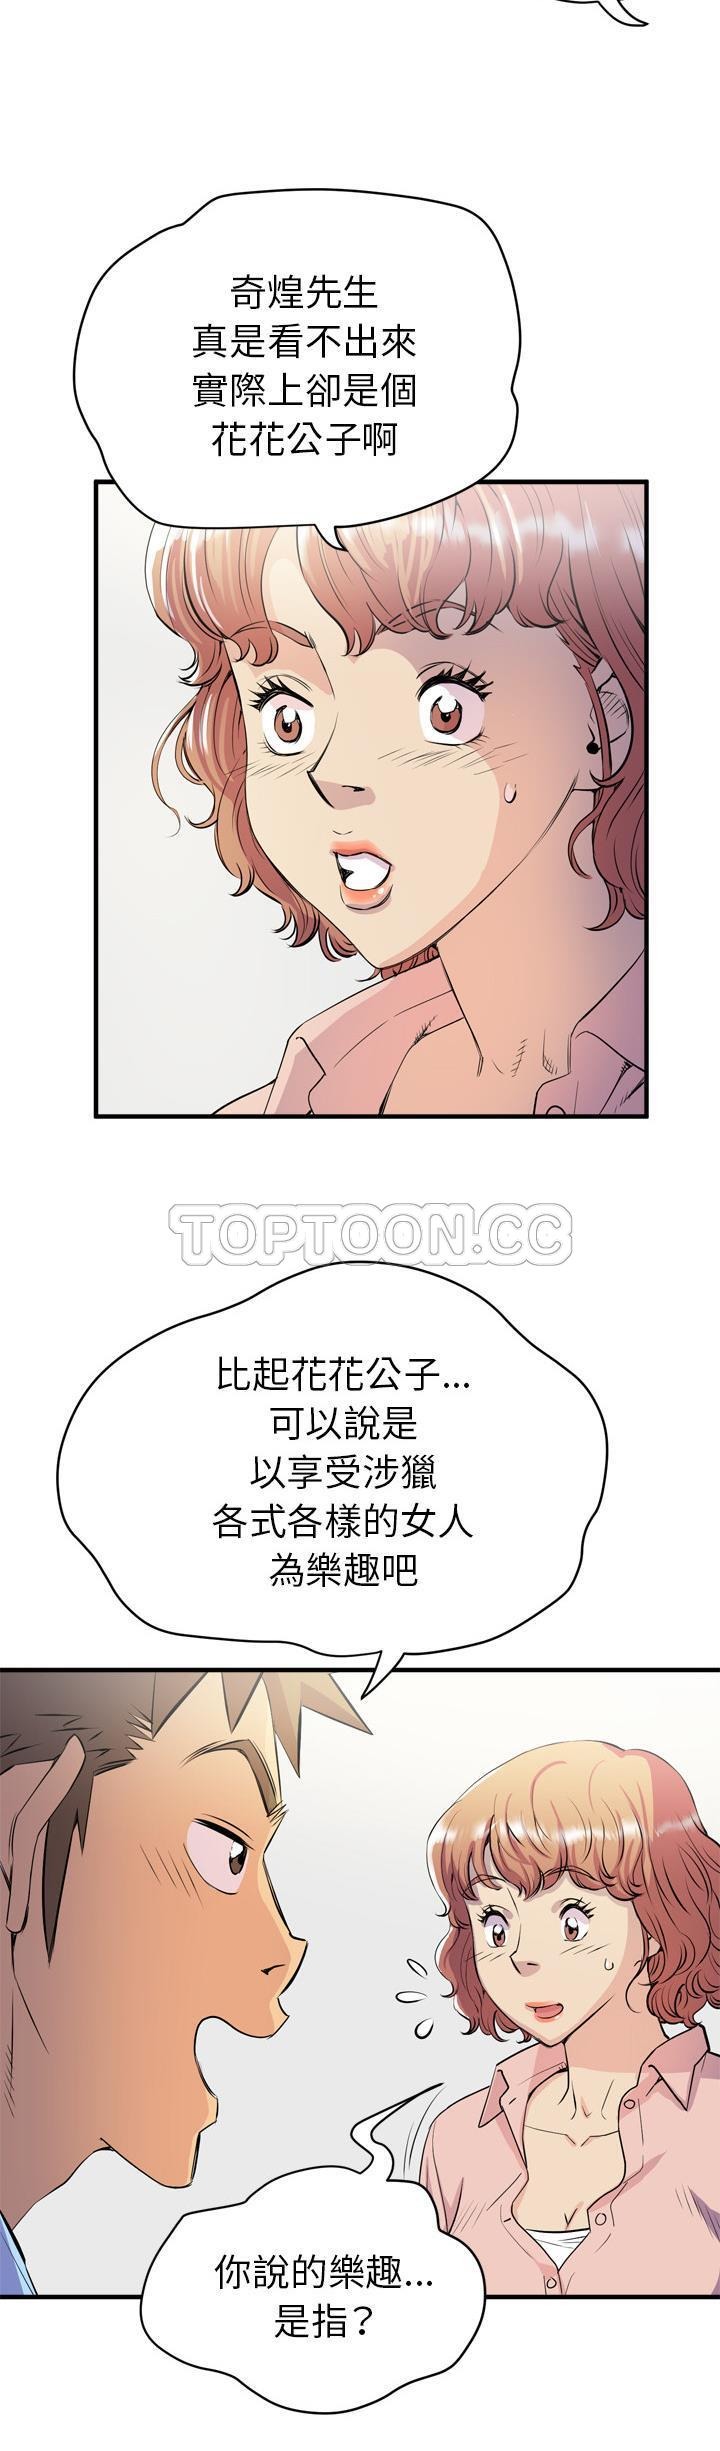 奇煌先生
真是看不出來
實際上卻是個
花花公子啊
TOPTOON.CC
比起花花公子...
可以說是
以享受涉獵
各式各樣的女人
為樂趣吧
你說的樂趣...
是指？